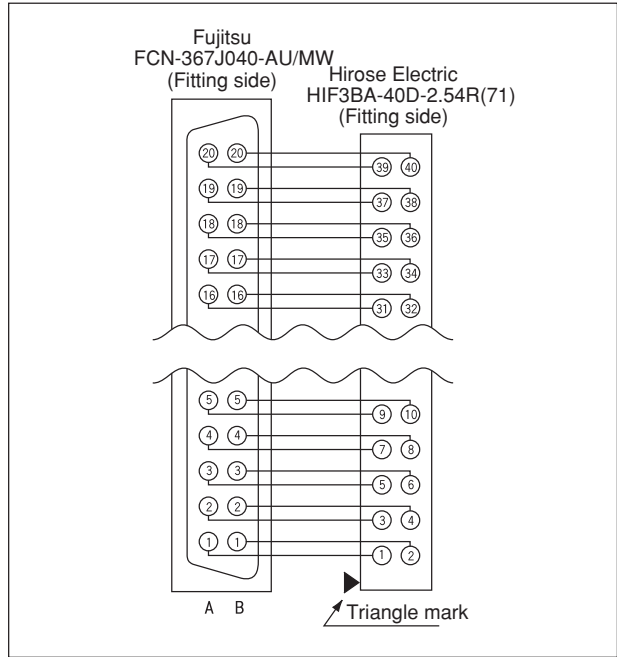 Fujitsu
FCN-367J040-AU/MW
(Fitting side)
Hirose Electric
HIF3BA-40D-2.54R(71)
(Fitting side)
20 20
39 40
19 19
37 38
18 18
35 36
17 17
33 34
16 16
31 32
5 5
9 10
4 4
7 8
3 3
5 6
2 2
3 4
1 1
1 2
A B
Triangle mark